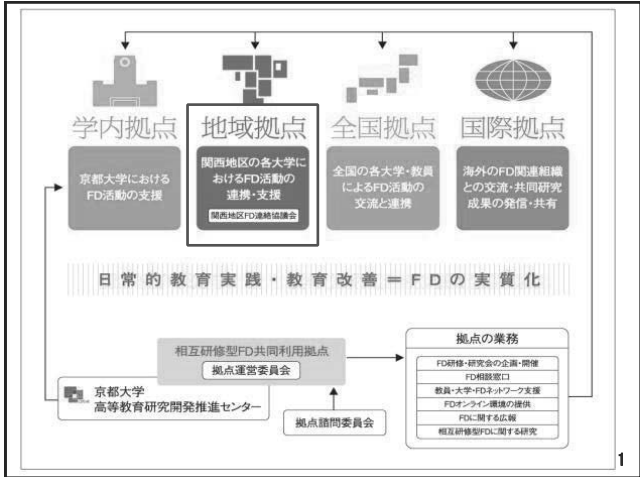 学内拠点
地域拠点
全国拠点
国際拠点
京都大学における
FD活動の支援
関西地区の各大学に
おけるFD活動の
連携・支援
関西地区FD連絡協議会
全国の各大学・教員
によるFD活動の
交流と連携
海外のFD関連組織
との交流・共同研究
成果の発信・共有
日常的教育実践・教育改善＝FDの実質化
相互研修型FD共同利用拠点
拠点運営委員会
京都大学
高等教育研究開発推進センター
拠点諮問委員会
拠点の業務
FD研修・研究会の企画・開催
FD相談窓口
教員・大学・FDネットワーク支援
FDオンライン環境の提供
FDに関する広報
相互研修型FDに関する研究
1